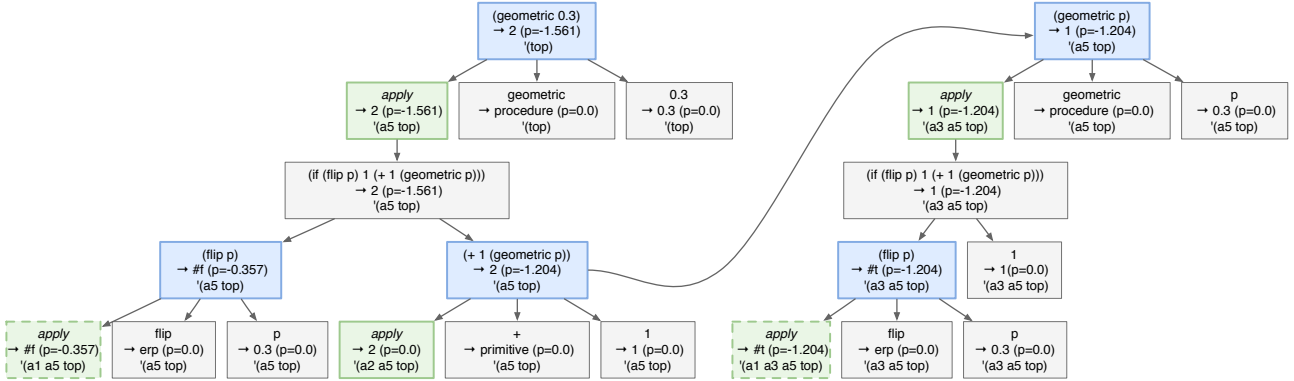 (geometric 0.3)
→ 2 (p=-1.561)
'(top)
apply
→ 2 (p=-1.561)
'(a5 top)
geometric
→ procedure (p=0.0)
'(top)
0.3
→ 0.3 (p=0.0)
'(top)
(if (flip p) 1 (+ 1 (geometric p)))
→ 2 (p=-1.561)
'(a5 top)
(flip p)
→ #f (p=-0.357)
'(a5 top)
(+ 1 (geometric p))
→ 2 (p=-1.204)
'(a5 top)
apply
→ #f (p=-0.357)
'(a1 a5 top)
flip
→ erp (p=0.0)
'(a5 top)
p
→ 0.3 (p=0.0)
'(a5 top)
apply
→ 2 (p=0.0)
'(a2 a5 top)
+
→ primitive (p=0.0)
'(a5 top)
1
→ 1 (p=0.0)
'(a5 top)
(geometric p)
→ 1 (p=-1.204)
'(a5 top)
apply
→ 1 (p=-1.204)
'(a3 a5 top)
geometric
→ procedure (p=0.0)
'(a5 top)
p
→ 0.3 (p=0.0)
'(a5 top)
(if (flip p) 1 (+ 1 (geometric p)))
→ 1 (p=-1.204)
'(a3 a5 top)
(flip p)
→ #t (p=-1.204)
'(a3 a5 top)
1
→ 1(p=0.0)
'(a3 a5 top)
apply
→ #t (p=-1.204)
'(a1 a3 a5 top)
flip
→ erp (p=0.0)
'(a3 a5 top)
p
→ 0.3 (p=0.0)
'(a3 a5 top)